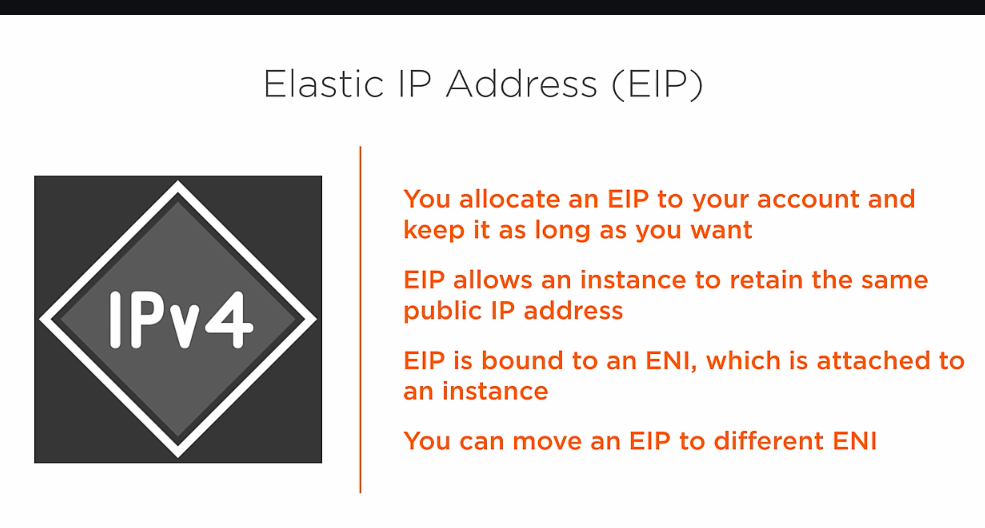 Elastic IP Address (EIP)
IPv4
You allocate an EIP to your account and
keep it as long as you want
EIP allows an instance to retain the same
public IP address
EIP is bound to an ENI, which is attached to
an instance
You can move an EIP to different ENI